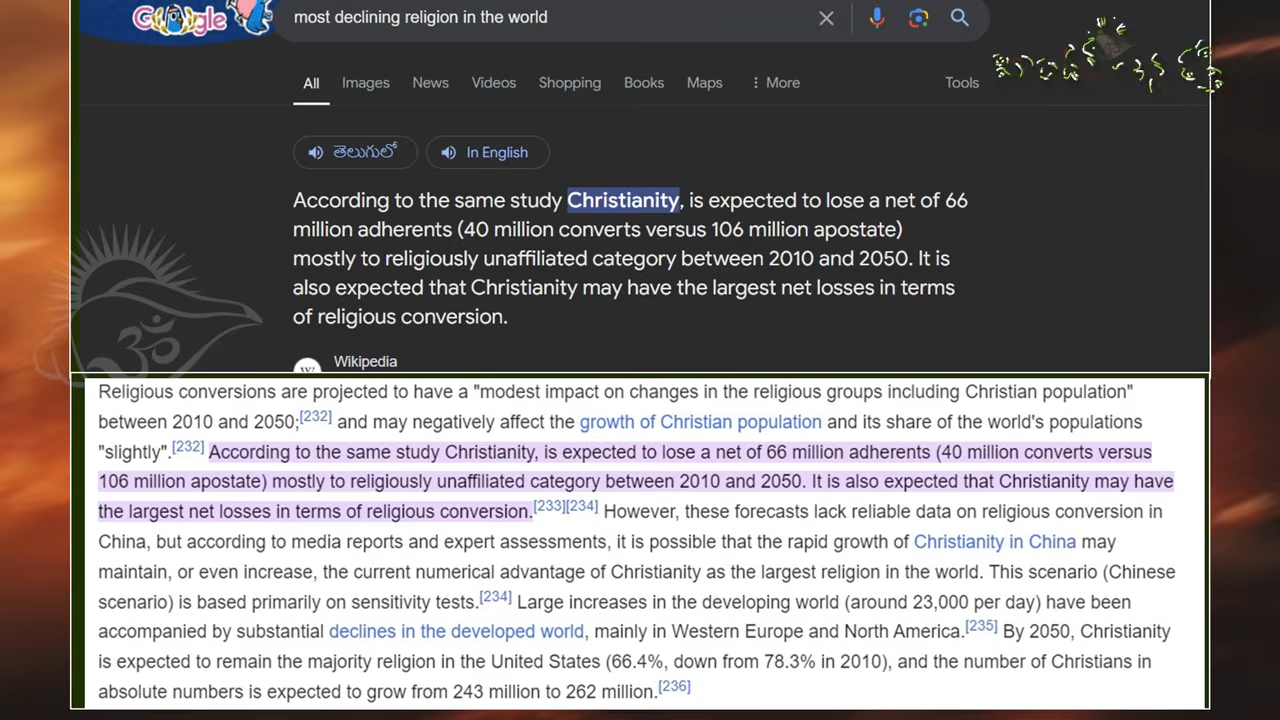 Google
most declining religion in the world
All Images News Videos Shopping Books Maps More Tools
తెలుగులో In English
According to the same study Christianity, is expected to lose a net of 66
million adherents (40 million converts versus 106 million apostate)
mostly to religiously unaffiliated category between 2010 and 2050. It is
also expected that Christianity may have the largest net losses in terms
of religious conversion.
Wikipedia
ॐ
Religious conversions are projected to have a "modest impact on changes in the religious groups including Christian population"
between 2010 and 2050;[232] and may negatively affect the growth of Christian population and its share of the world's populations
"slightly".[232] According to the same study Christianity, is expected to lose a net of 66 million adherents (40 million converts versus
106 million apostate) mostly to religiously unaffiliated category between 2010 and 2050. It is also expected that Christianity may have
the largest net losses in terms of religious conversion.[233][234] However, these forecasts lack reliable data on religious conversion in
China, but according to media reports and expert assessments, it is possible that the rapid growth of Christianity in China may
maintain, or even increase, the current numerical advantage of Christianity as the largest religion in the world. This scenario (Chinese
scenario) is based primarily on sensitivity tests.[234] Large increases in the developing world (around 23,000 per day) have been
accompanied by substantial declines in the developed world, mainly in Western Europe and North America.[235] By 2050, Christianity
is expected to remain the majority religion in the United States (66.4%, down from 78.3% in 2010), and the number of Christians in
absolute numbers is expected to grow from 243 million to 262 million.[236]